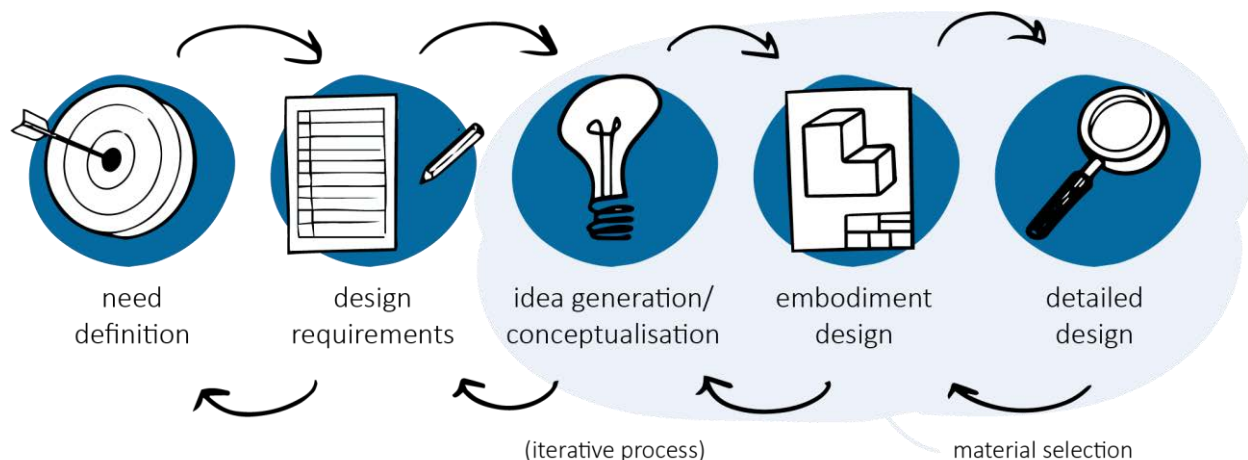 need
definition
design
requirements
idea generation/
conceptualisation
embodiment
design
detailed
design
(iterative process)
material selection